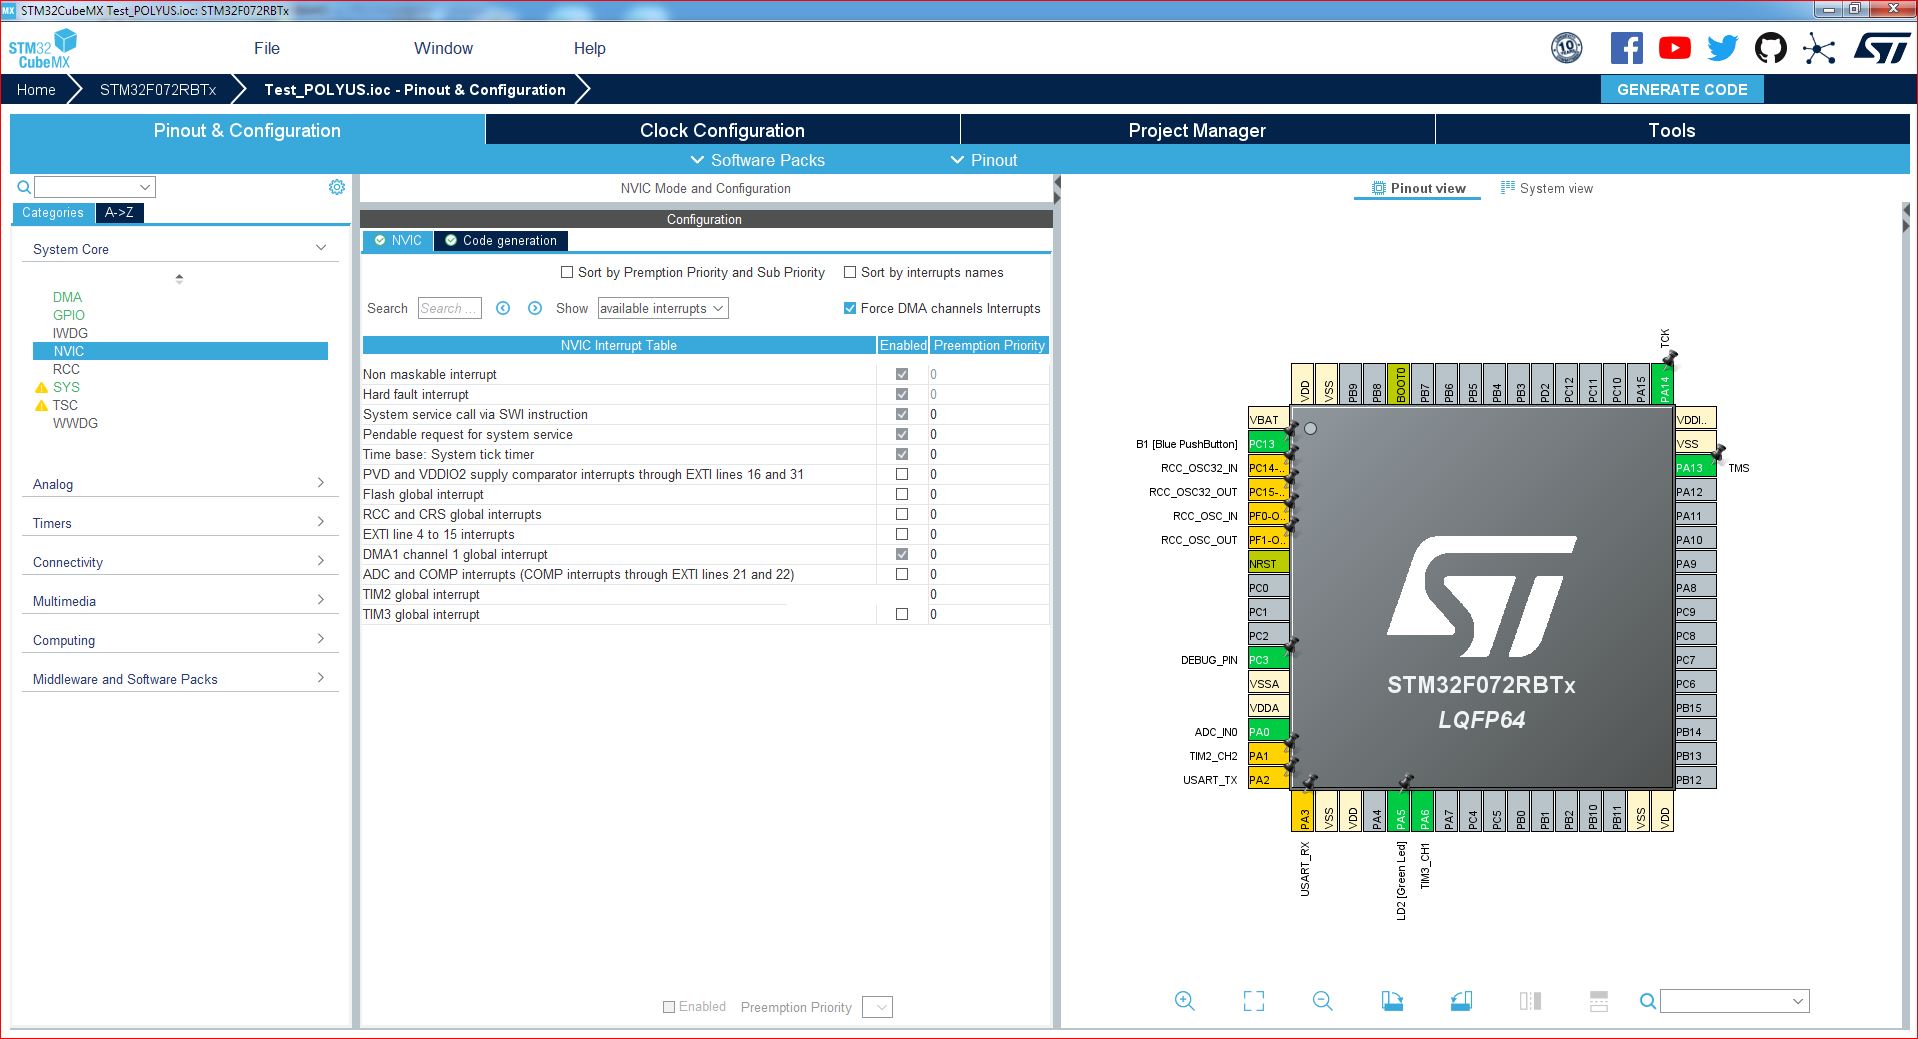 STM32CubeMX Test_POLYUS.ioc: STM32F072RBTx
STM32 CubeMX
File
Window
Help
10
Home
STM32F072RBTx
Test_POLYUS.ioc - Pinout & Configuration
GENERATE CODE
Pinout & Configuration
Clock Configuration
Project Manager
Tools
Software Packs
Pinout
Categories
A->Z
System Core
DMA
GPIO
IWDG
NVIC
RCC
SYS
TSC
WWDG
Analog
Timers
Connectivity
Multimedia
Computing
Middleware and Software Packs
NVIC Mode and Configuration
Configuration
NVIC
Code generation
Sort by Premption Priority and Sub Priority
Sort by interrupts names
Search
Search ...
Show
available interrupts
Force DMA channels Interrupts
NVIC Interrupt Table Enabled Preemption Priority
Non maskable interrupt 0
Hard fault interrupt 0
System service call via SWI instruction 0
Pendable request for system service 0
Time base: System tick timer 0
PVD and VDDIO2 supply comparator interrupts through EXTI lines 16 and 31 0
Flash global interrupt 0
RCC and CRS global interrupts 0
EXTI line 4 to 15 interrupts 0
DMA1 channel 1 global interrupt 0
ADC and COMP interrupts (COMP interrupts through EXTI lines 21 and 22) 0
TIM2 global interrupt 0
TIM3 global interrupt 0
Enabled
Preemption Priority
Pinout view
System view
TCK
VDD
VSS
PB9
PB8
BOOT0
PB7
PB6
PB5
PB4
PB3
PD2
PC12
PC11
PC10
PA15
PA14
VBAT
B1 [Blue PushButton] PC13
RCC_OSC32_IN PC14-..
RCC_OSC32_OUT PC15-..
RCC_OSC_IN PF0-O..
RCC_OSC_OUT PF1-O..
NRST
PC0
PC1
PC2
DEBUG_PIN PC3
VSSA
VDDA
ADC_IN0 PA0
TIM2_CH2 PA1
USART_TX PA2
STM32F072RBTx
LQFP64
VDDI..
VSS
PA13 TMS
PA12
PA11
PA10
PA9
PA8
PC9
PC8
PC7
PC6
PB15
PB14
PB13
PB12
PA3
VSS
VDD
PA4
PA5
PA6
PA7
PC4
PC5
PB0
PB1
PB2
PB10
PB11
VSS
VDD
USART_RX
LD2 [Green Led]
TIM3_CH1